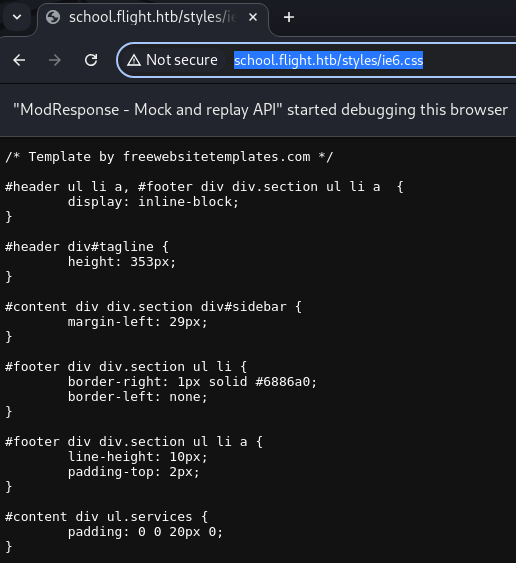 school.flight.htb/styles/ie
Not secure school.flight.htb/styles/ie6.css
"ModResponse - Mock and replay API" started debugging this browser
/* Template by freewebsitetemplates.com */
#header ul li a, #footer div div.section ul li a  {
        display: inline-block;
}
#header div#tagline {
        height: 353px;
}
#content div div.section div#sidebar {
        margin-left: 29px;
}
#footer div div.section ul li {
        border-right: 1px solid #6886a0;
        border-left: none;
}
#footer div div.section ul li a {
        line-height: 10px;
        padding-top: 2px;
}
#content div ul.services {
        padding: 0 0 20px 0;
}